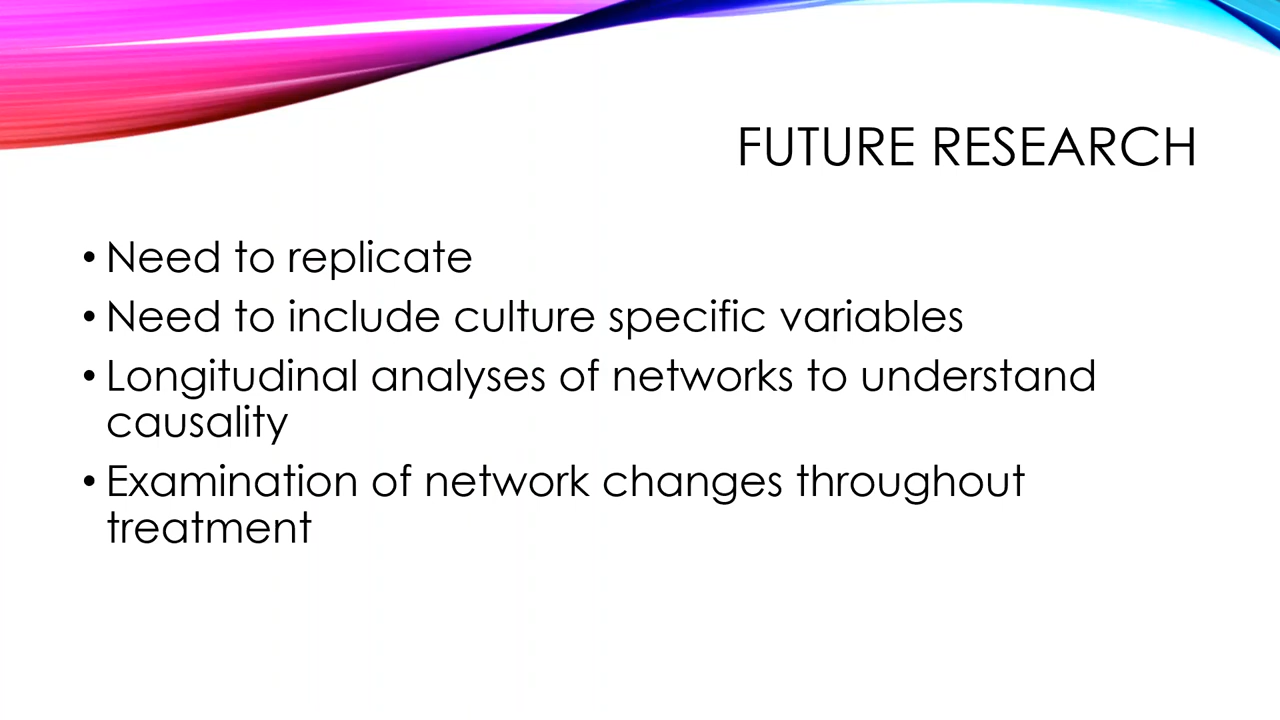 FUTURE RESEARCH
• Need to replicate
• Need to include culture specific variables
• Longitudinal analyses of networks to understand
causality
• Examination of network changes throughout
treatment